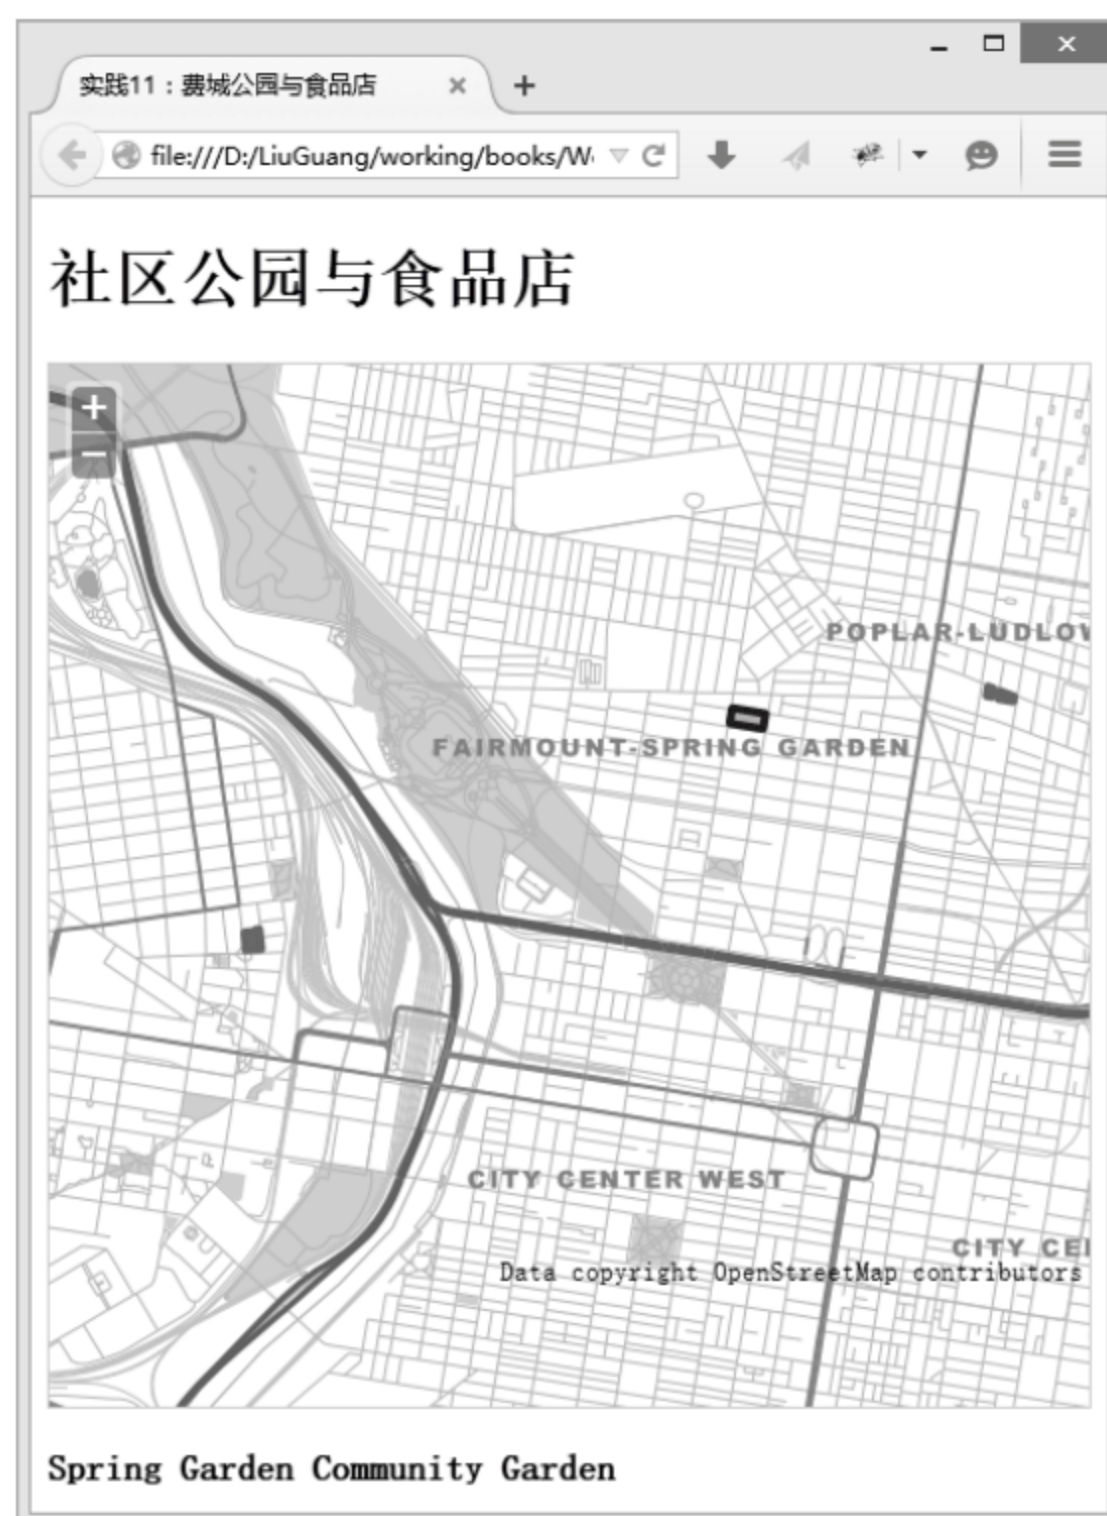 实践11：费城公园与食品店
file:///D:/LiuGuang/working/books/W
社区公园与食品店
POPLAR-LUDLOW
FAIRMOUNT-SPRING GARDEN
CITY CENTER WEST
CITY CE
Data copyright OpenStreetMap contributors
Spring Garden Community Garden